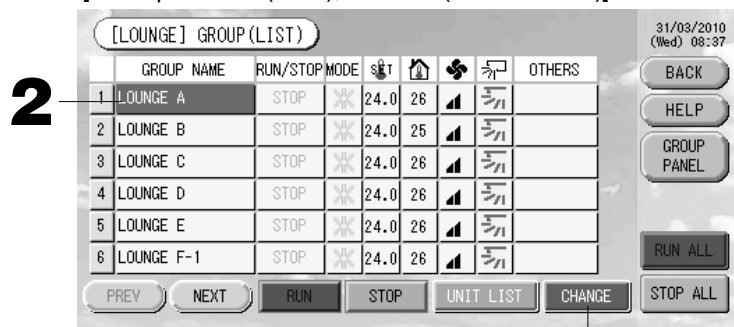 [LOUNGE] GROUP(LIST)
31/03/2010
(Wed) 08:37
GROUP NAME RUN/STOP MODE SET OTHERS
BACK
2
1 LOUNGE A STOP 24.0 26
HELP
2 LOUNGE B STOP 24.0 25
3 LOUNGE C STOP 24.0 26
GROUP
PANEL
4 LOUNGE D STOP 24.0 26
5 LOUNGE E STOP 24.0 26
6 LOUNGE F-1 STOP 24.0 26
RUN ALL
PREV NEXT RUN STOP UNIT LIST CHANGE STOP ALL